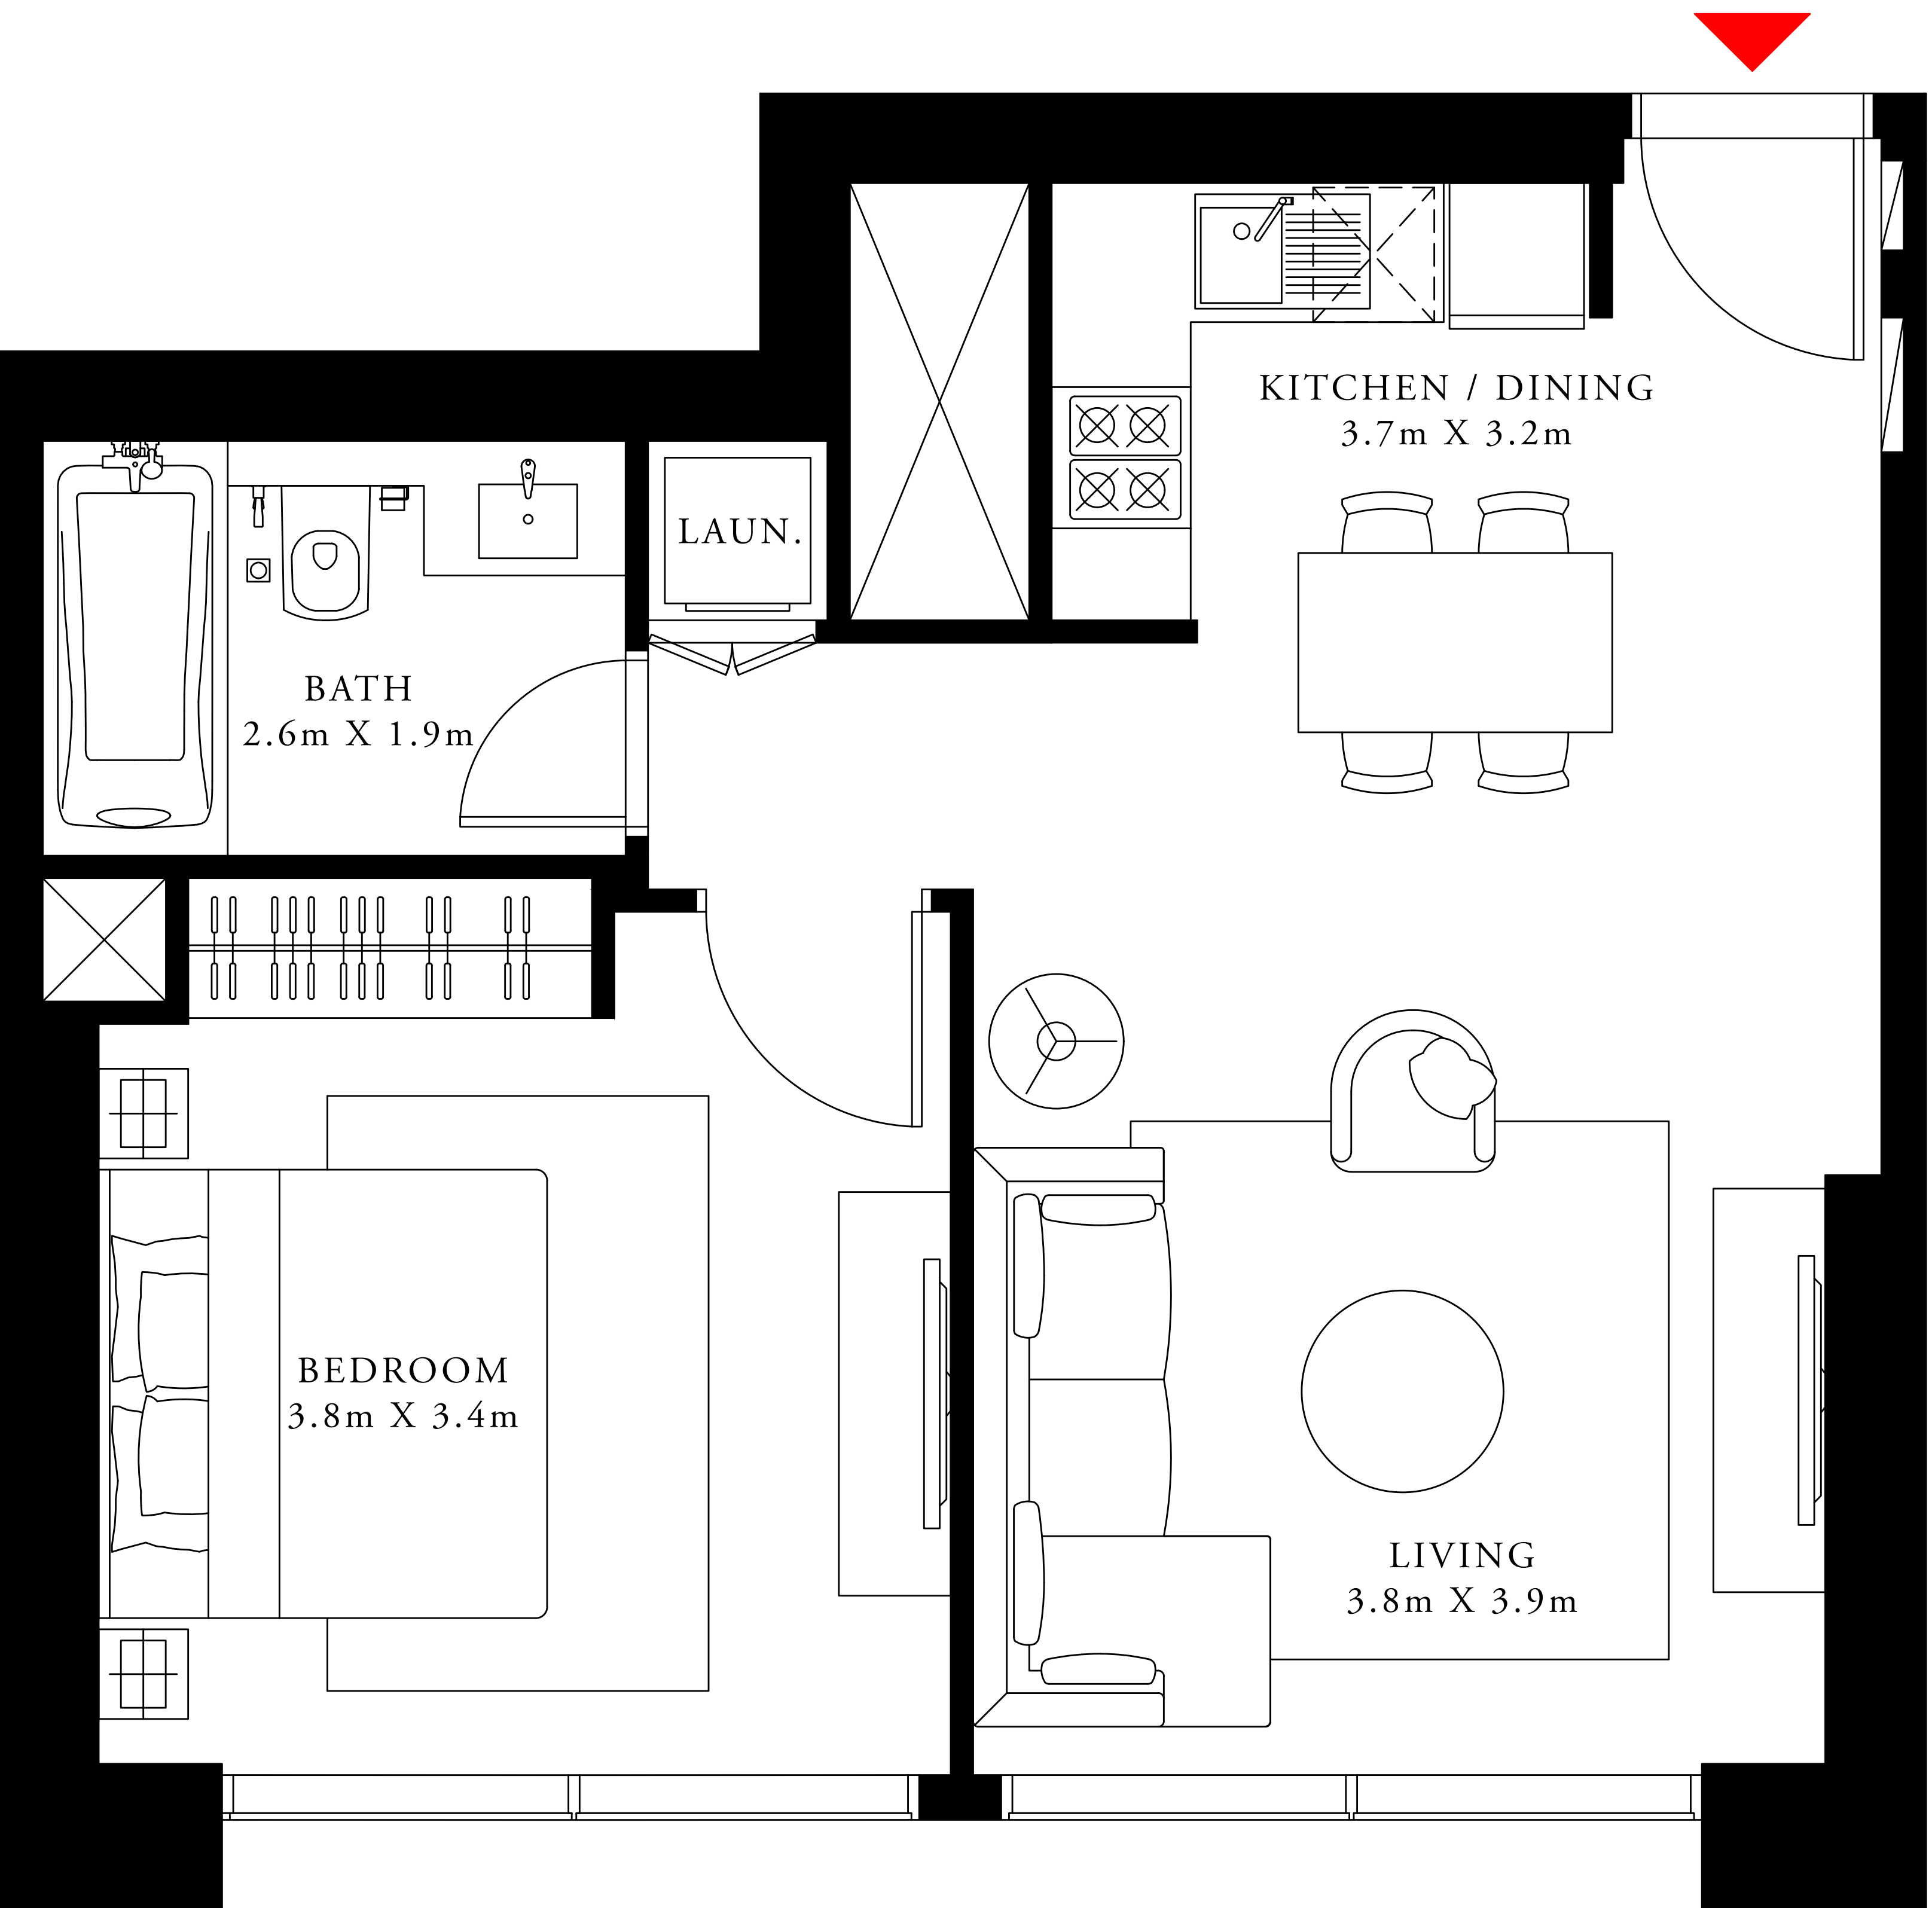 KITCHEN / DINING
3.7m X 3.2m
LAUN.
BATH
2.6m X 1.9m
BEDROOM
3.8m X 3.4m
LIVING
3.8m X 3.9m